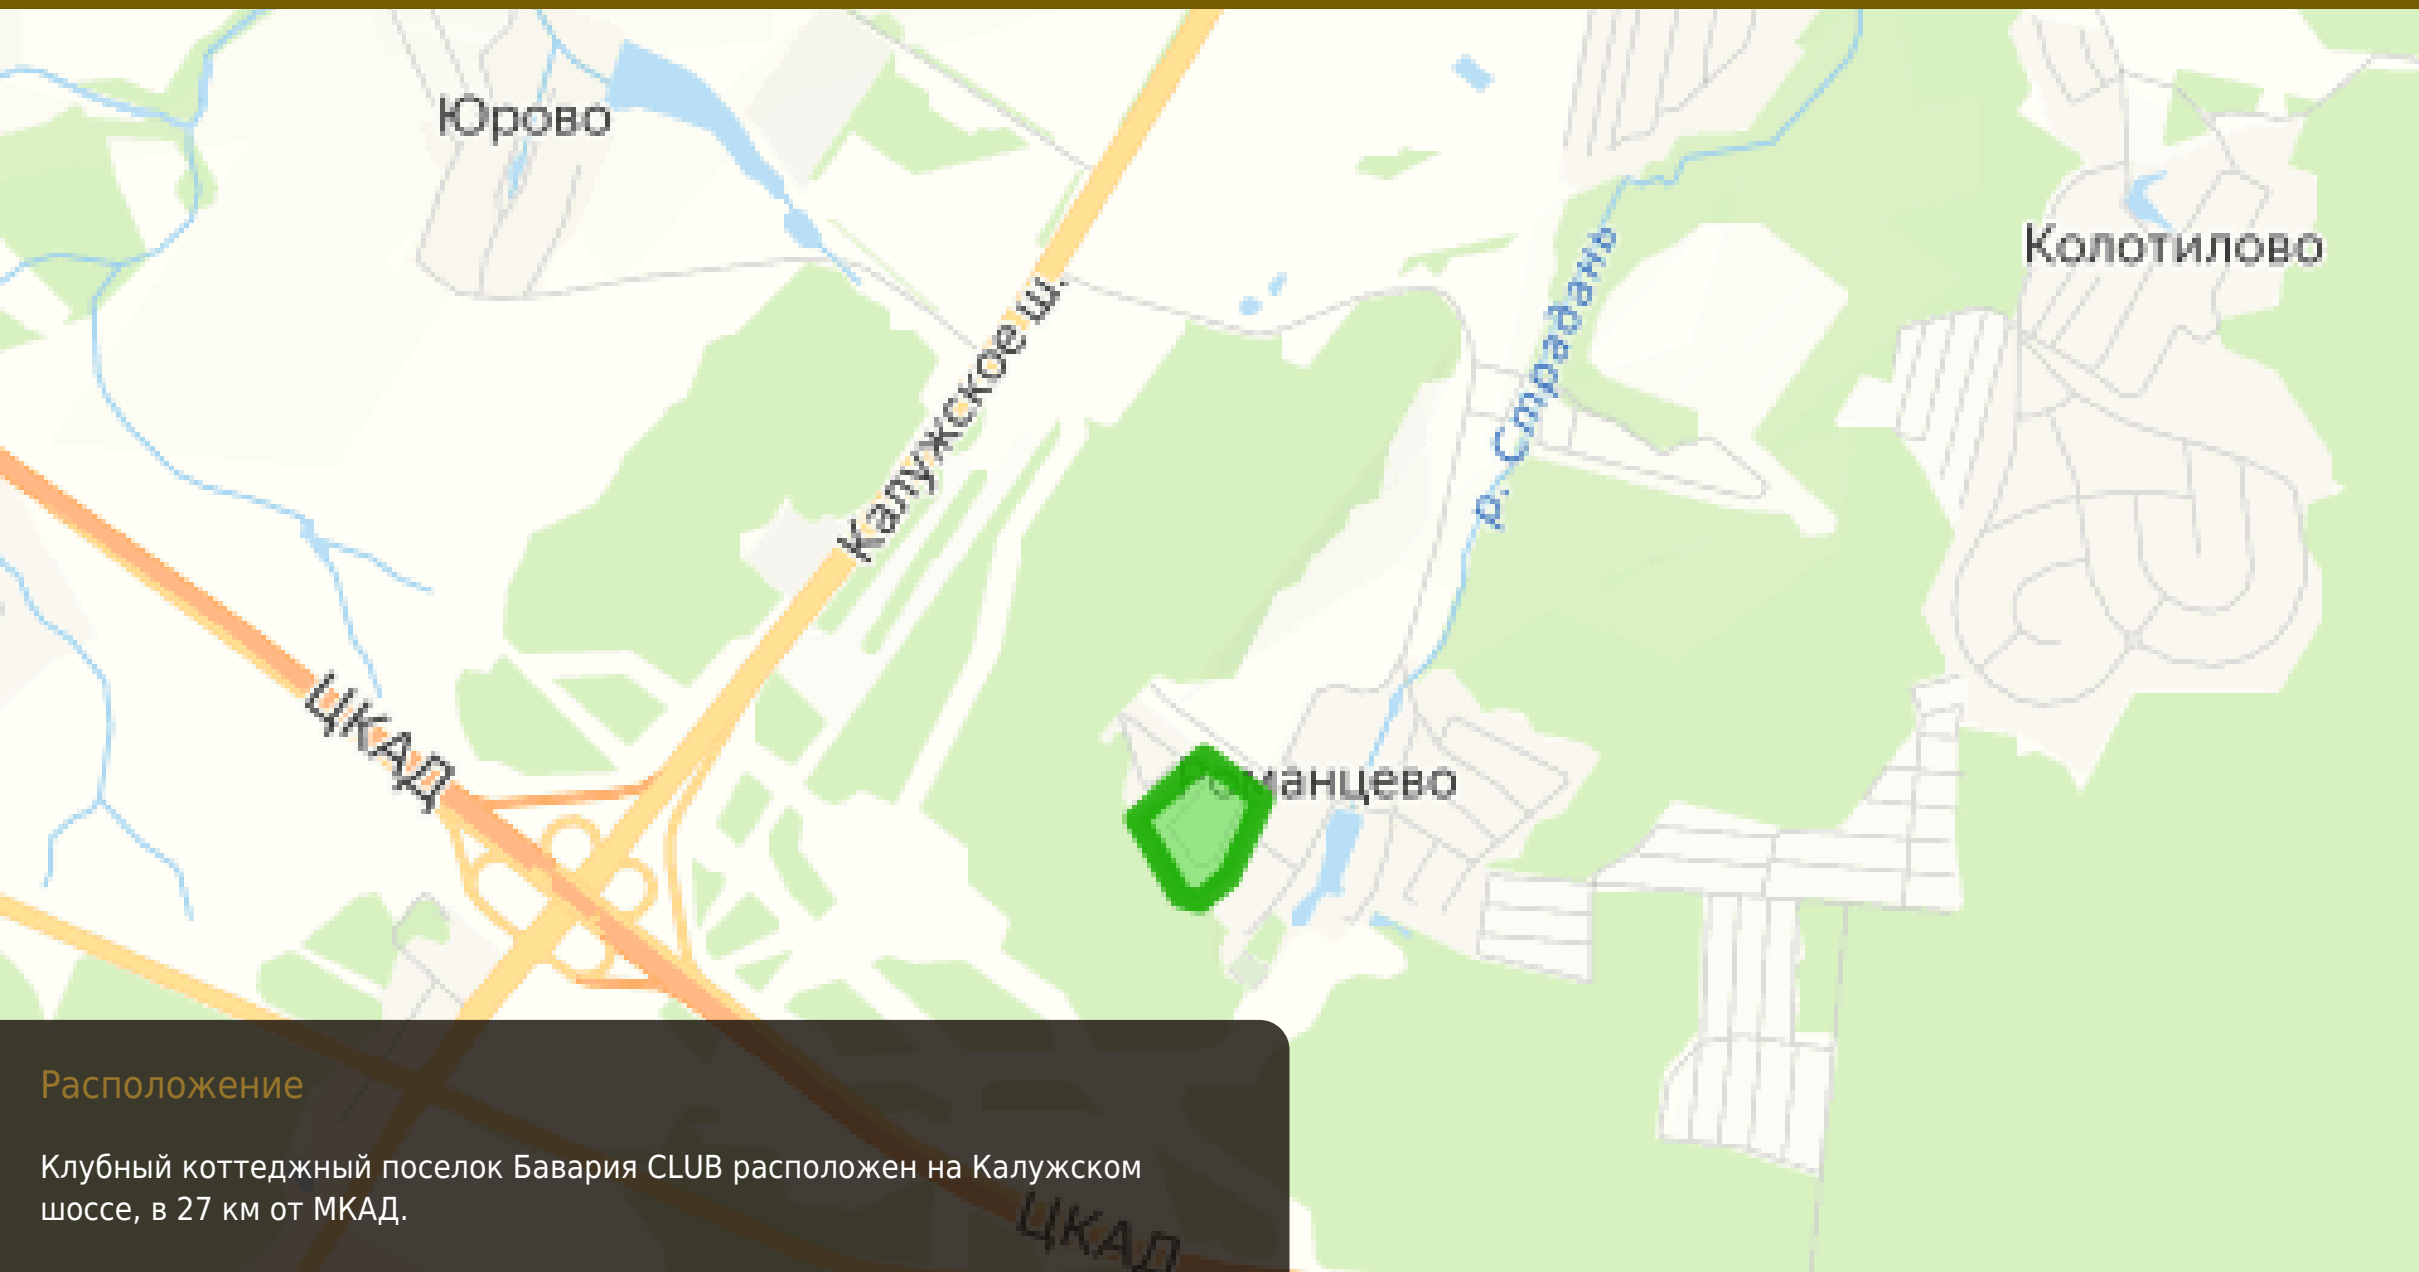 Юрово
Колотилово
Калужское ш.
р. Страдань
ЦКАД
Расположение
Клубный коттеджный поселок Бавария CLUB расположен на Калужском
шоссе, в 27 км от МКАД.
ЦКАД